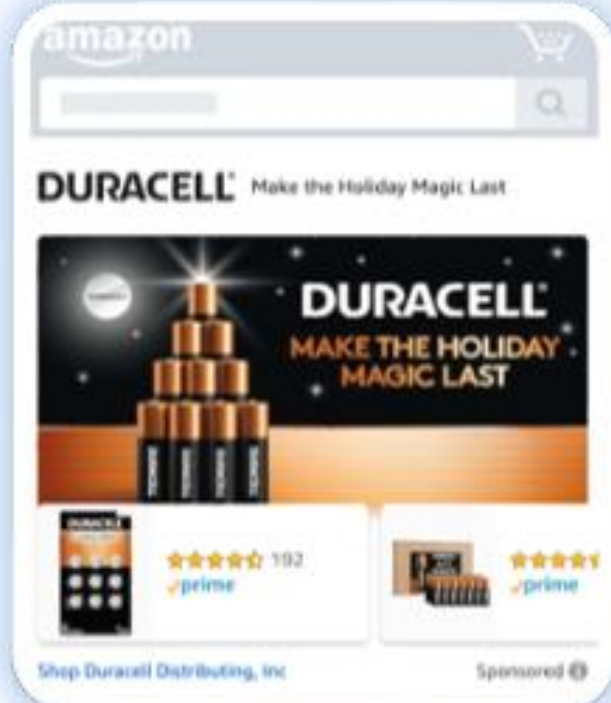 amazon
DURACELL Make the Holiday Magic Last
DURACELL
MAKE THE HOLIDAY
MAGIC LAST
DURACELL
192
prime
prime
Shop Duracell Distributing, Inc
Sponsored